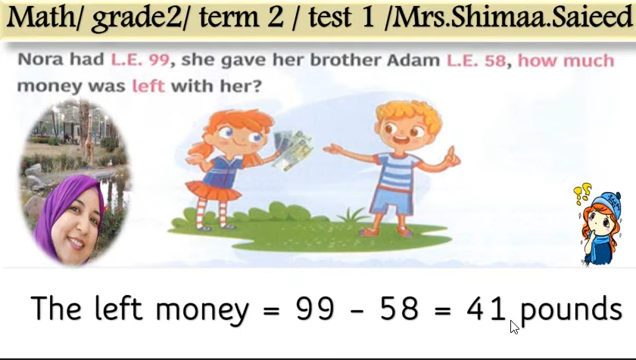 Math/ grade2/ term 2 / test 1 /Mrs.Shimaa.Saieed
Nora had L.E. 99, she gave her brother Adam L.E. 58, how much
money was left with her?
The left money = 99 - 58 = 41 pounds